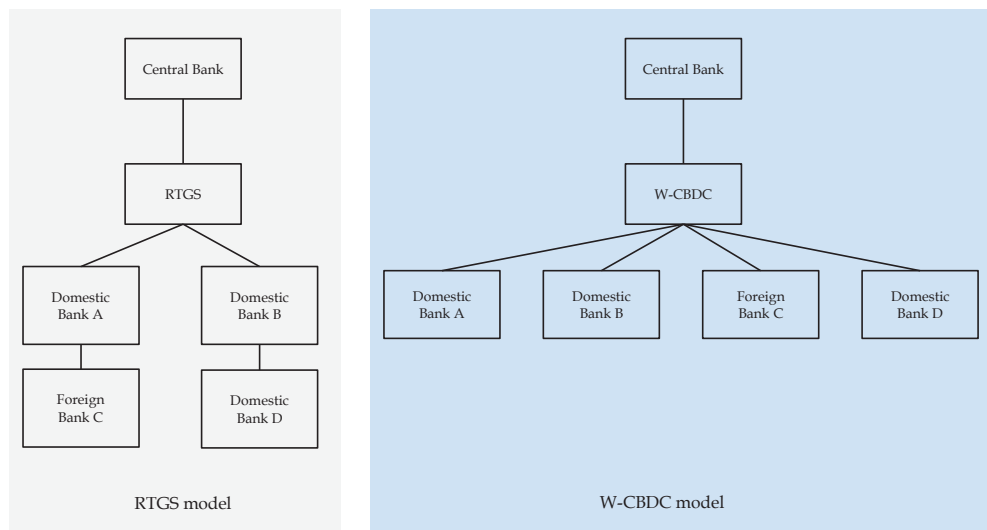 Central Bank
RTGS
Domestic
Bank A
Domestic
Bank B
Foreign
Bank C
Domestic
Bank D
RTGS model
Central Bank
W-CBDC
Domestic
Bank A
Domestic
Bank B
Foreign
Bank C
Domestic
Bank D
W-CBDC model